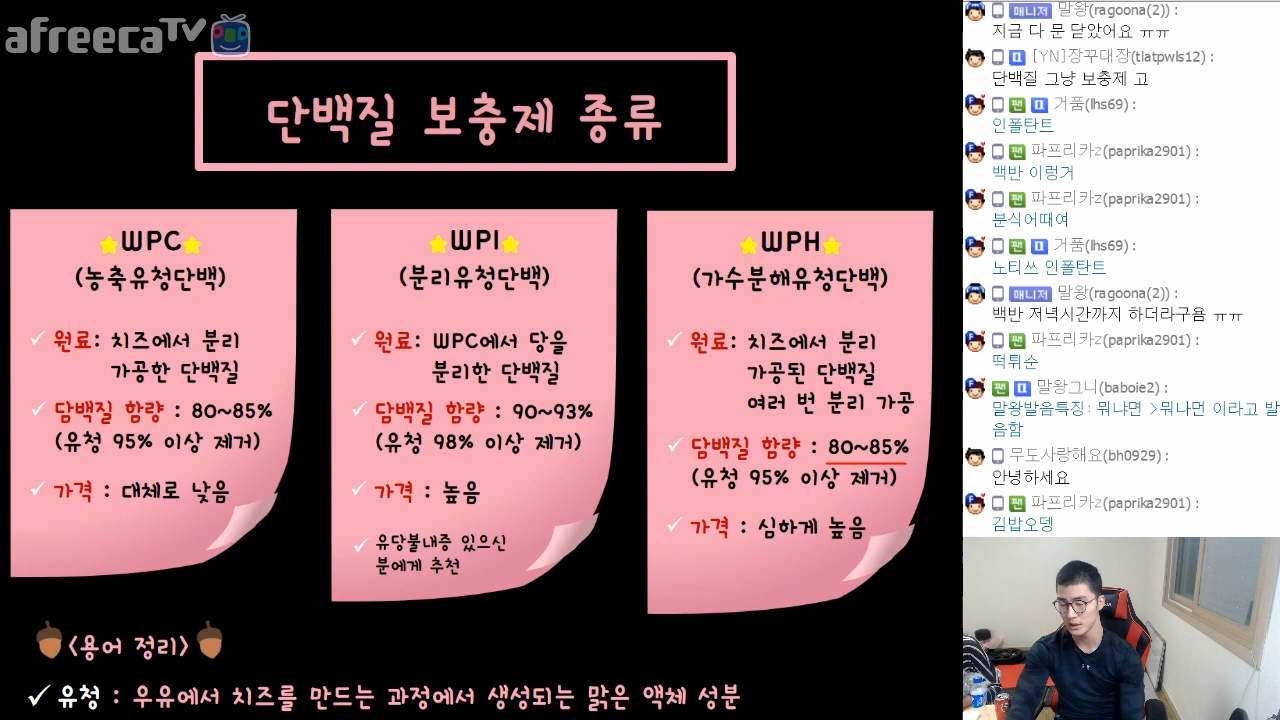 afreecaTV
단백질 보충제 종류
WPC
(농축유청단백)
원료: 치즈에서 분리
가공한 단백질
담백질 함량 : 80~85%
(유청 95% 이상 제거)
가격 : 대체로 낮음
WPI
(분리유청단백)
원료: WPC에서 당을
분리한 단백질
담백질 함량 : 90~93%
(유청 98% 이상 제거)
가격 : 높음
유당불내증 있으신
분에게 추천
WPH
(가수분해유청단백)
원료: 치즈에서 분리
가공된 단백질
여러 번 분리 가공
담백질 함량 : 80~85%
(유청 95% 이상 제거)
가격 : 심하게 높음
<용어 정리>
유청 : 우유에서 치즈를 만드는 과정에서 생성되는 맑은 액체 성분
매니저 말왕(ragoona(2)) :
지금 다 문 닫았어요 ㅠㅠ
[YN]장꾸대장(tlatpwls12) :
단백질 그냥 보충제 고
팬 거품(lhs69) :
인폴탄트
팬 파프리카z(paprika2901) :
백반 이렁거
팬 파프리카z(paprika2901) :
분식어때여
팬 거품(lhs69) :
노티쓰 인폴탄트
매니저 말왕(ragoona(2)) :
백반 저녁시간까지 하더라구욤 ㅠㅠ
팬 파프리카z(paprika2901) :
떡튀순
팬 말왕그니(baboie2) :
말왕발음특징: 뭐냐면 >뭐나먼 이라고 발
음함
무도사랑해요(bh0929) :
안녕하세요
팬 파프리카z(paprika2901) :
김밥오뎅